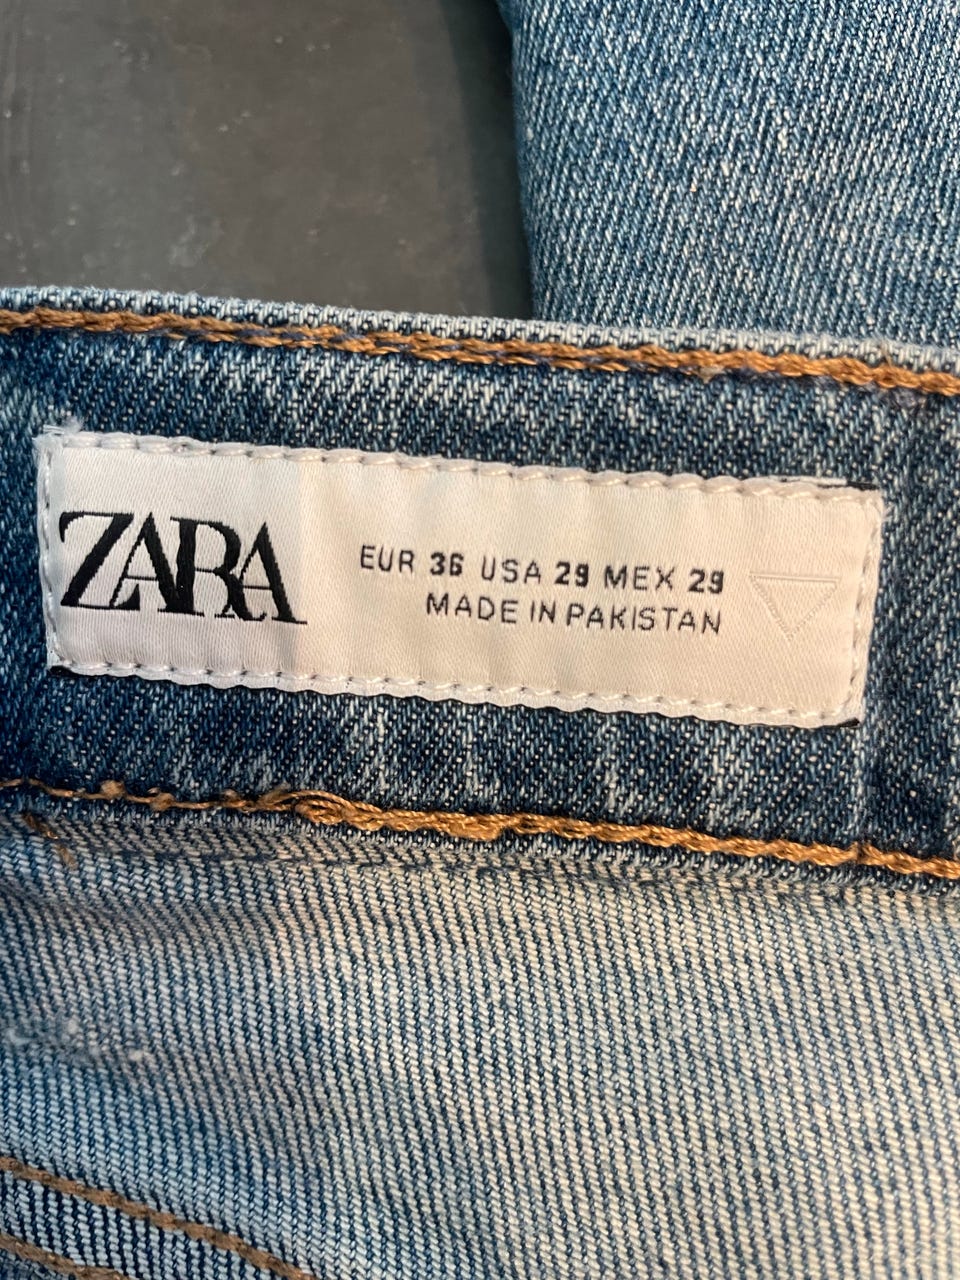 ZARA
EUR 36 USA 29 MEX 29
MADE IN PAKISTAN